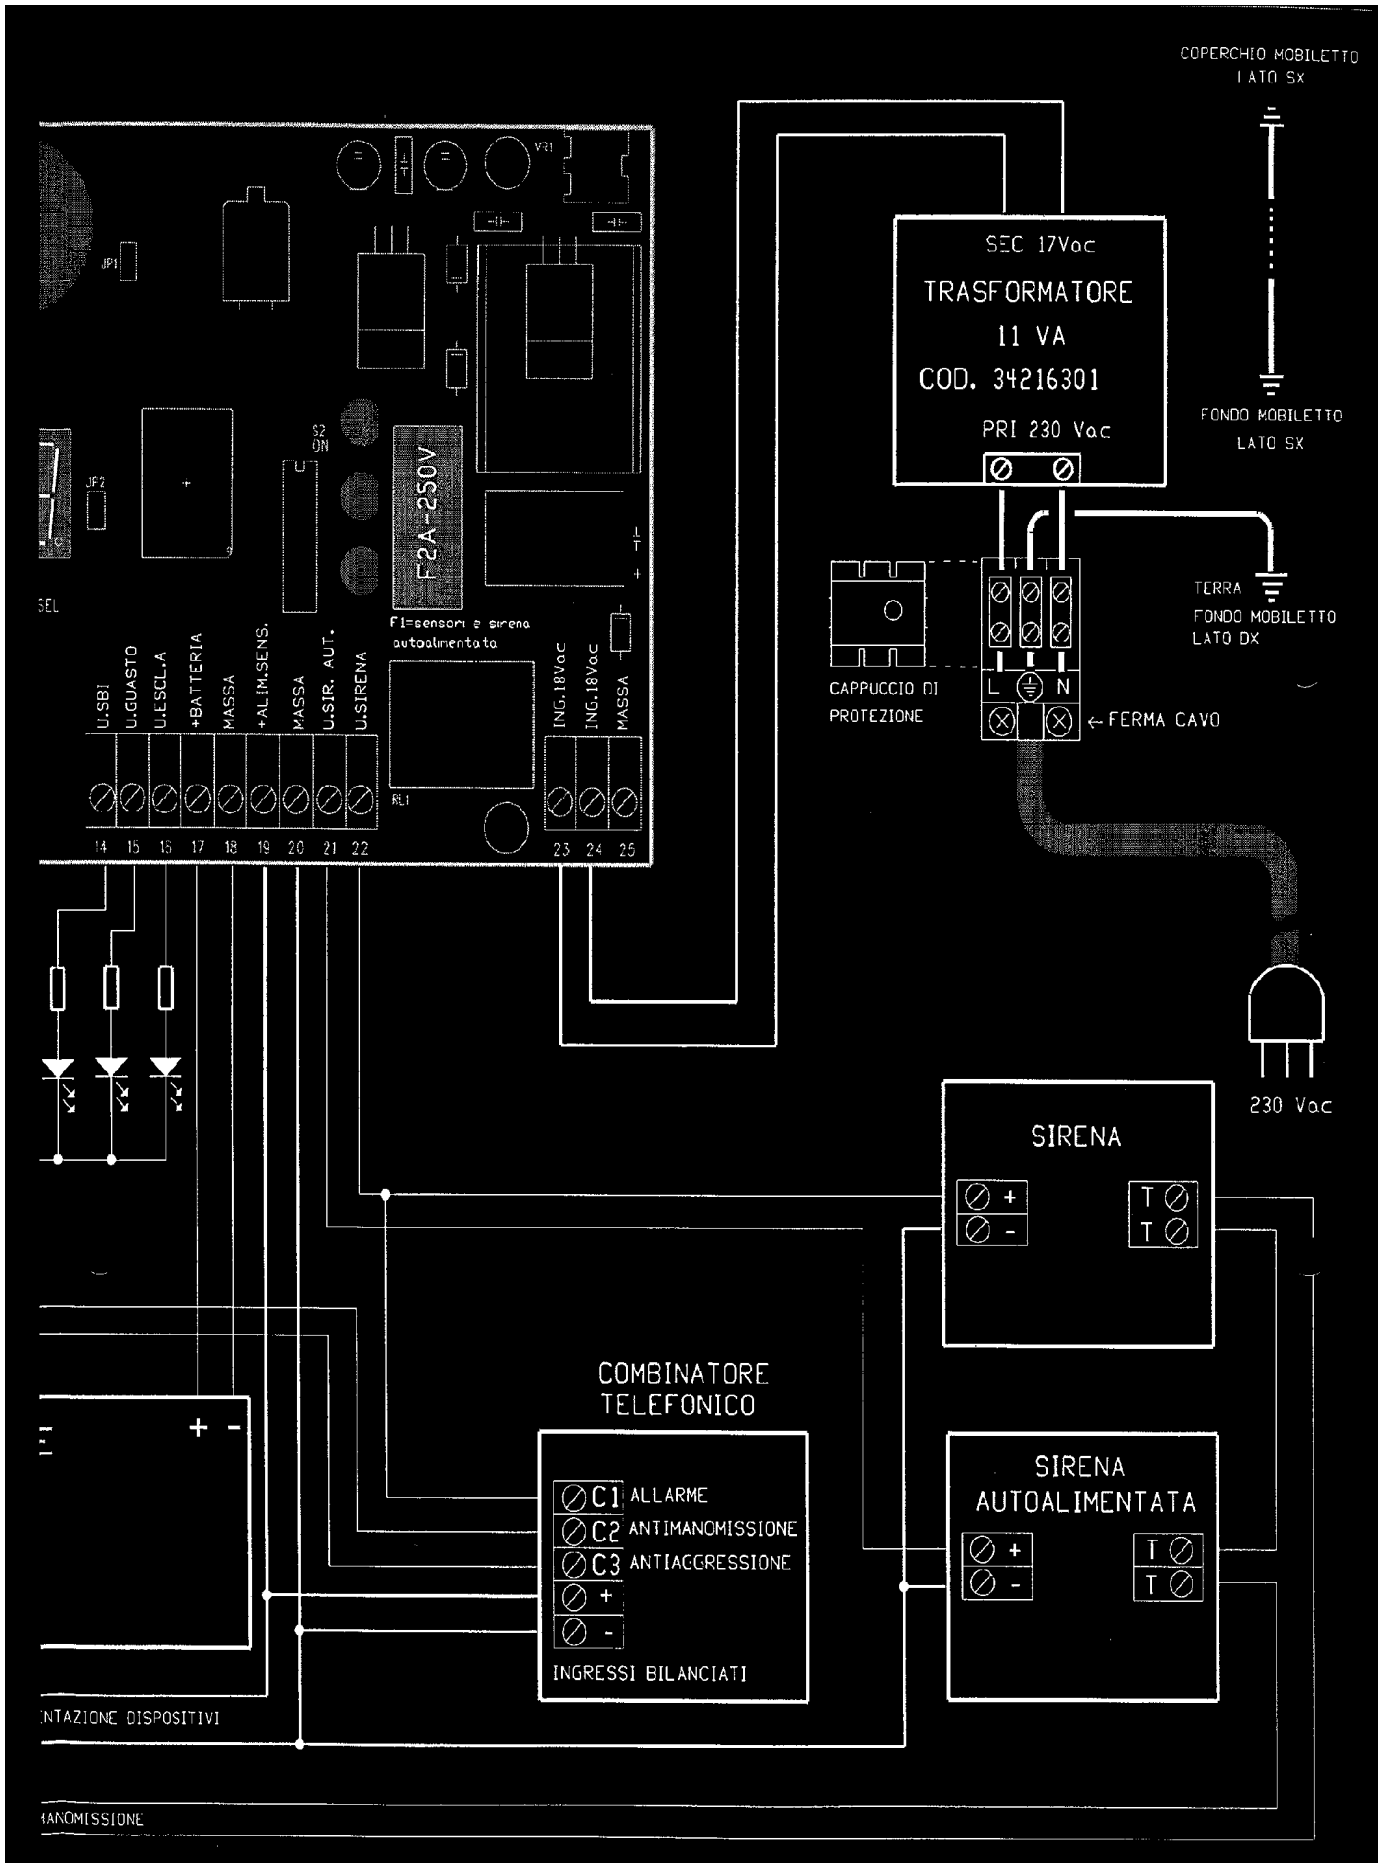 COPERCHIO MOBILETTO
LATO SX
VR1
JP1
SEC 17Vac
TRASFORMATORE
11 VA
COD. 34216301
PRI 230 Vac
FONDO MOBILETTO
LATO SX
S2
ON
JP2
F2A-250V
SEL
F1=sensori e sirena
autoalimentata
TERRA
FONDO MOBILETTO
LATO DX
CAPPUCCIO DI
PROTEZIONE
L N
← FERMA CAVO
U.SBI
U.GUASTO
U.ESCL.A
+BATTERIA
MASSA
+ALIM.SENS.
MASSA
U.SIR. AUT.
U.SIRENA
ING.18Vac
ING.18Vac
MASSA
RL1
14 15 16 17 18 19 20 21 22 23 24 25
230 Vac
SIRENA
+ T
- T
COMBINATORE
TELEFONICO
+ -
C1 ALLARME
C2 ANTIMANOMISSIONE
C3 ANTIAGGRESSIONE
+
-
INGRESSI BILANCIATI
SIRENA
AUTOALIMENTATA
+ T
- T
NTAZIONE DISPOSITIVI
MANOMISSIONE